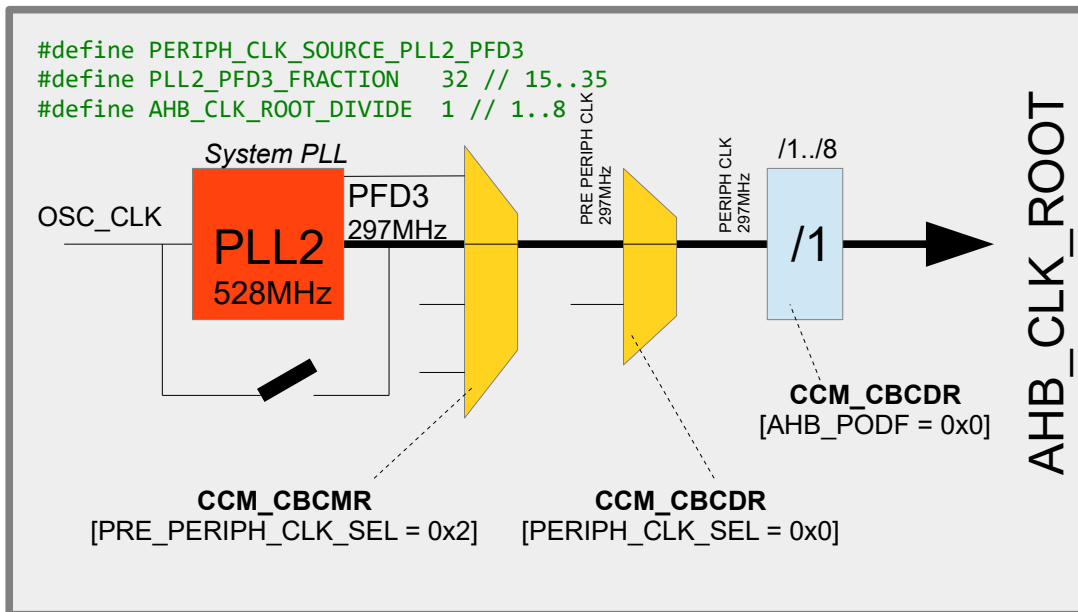 #define PERIPH_CLK_SOURCE_PLL2_PFD3
#define PLL2_PFD3_FRACTION   32 // 15..35
#define AHB_CLK_ROOT_DIVIDE  1 // 1..8
System PLL
OSC_CLK
PLL2
528MHz
PFD3
297MHz
PRE PERIPH CLK
297MHz
PERIPH CLK
297MHz
/1../8
/1
AHB_CLK_ROOT
CCM_CBCDR
[AHB_PODF = 0x0]
CCM_CBCMR
[PRE_PERIPH_CLK_SEL = 0x2]
CCM_CBCDR
[PERIPH_CLK_SEL = 0x0]